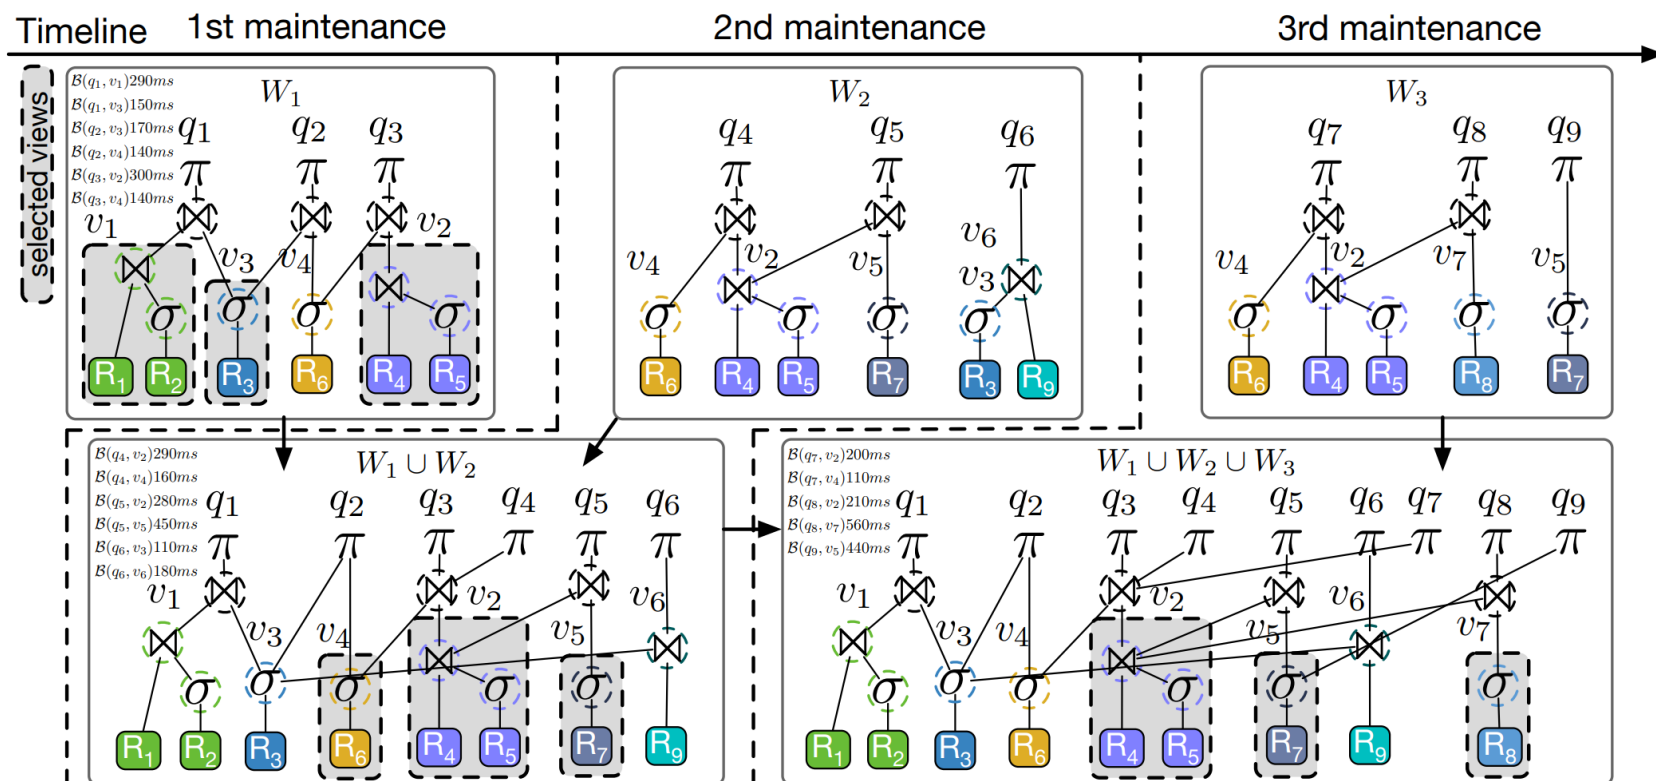 Timeline
1st maintenance
2nd maintenance
3rd maintenance
selected views
W₁
B(q₁, v₁)290ms
B(q₁, v₃)150ms
B(q₂, v₃)170ms
B(q₂, v₄)140ms
B(q₃, v₂)300ms
B(q₃, v₄)140ms
q₁ q₂ q₃
π π π
⋈ ⋈ ⋈
v₁ v₂
v₃ v₄
⋈ ⋈
σ σ σ σ
R₁ R₂ R₃ R₆ R₄ R₅
W₂
q₄ q₅ q₆
π π π
⋈ ⋈
v₆
v₄ v₂ v₅ v₃
⋈ ⋈
σ σ σ σ
R₆ R₄ R₅ R₇ R₃ R₉
W₃
q₇ q₈ q₉
π π π
⋈ ⋈
v₄ v₂ v₇ v₅
⋈
σ σ σ σ
R₆ R₄ R₅ R₈ R₇
W₁ ∪ W₂
B(q₄, v₂)290ms
B(q₄, v₄)160ms
B(q₅, v₂)280ms
B(q₅, v₅)450ms
B(q₆, v₃)110ms
B(q₆, v₆)180ms
q₁ q₂ q₃ q₄ q₅ q₆
π π π π π π
⋈ ⋈ ⋈
v₁ v₂ v₆
v₃ v₄ v₅
⋈ ⋈ ⋈
σ σ σ σ σ
R₁ R₂ R₃ R₆ R₄ R₅ R₇ R₉
W₁ ∪ W₂ ∪ W₃
B(q₇, v₂)200ms
B(q₇, v₄)110ms
B(q₈, v₂)210ms
B(q₈, v₇)560ms
B(q₉, v₅)440ms
q₁ q₂ q₃ q₄ q₅ q₆ q₇ q₈ q₉
π π π π π π π π π
⋈ ⋈ ⋈ ⋈
v₁ v₂ v₆
v₃ v₄ v₅ v₇
⋈ ⋈ ⋈
σ σ σ σ σ σ
R₁ R₂ R₃ R₆ R₄ R₅ R₇ R₉ R₈